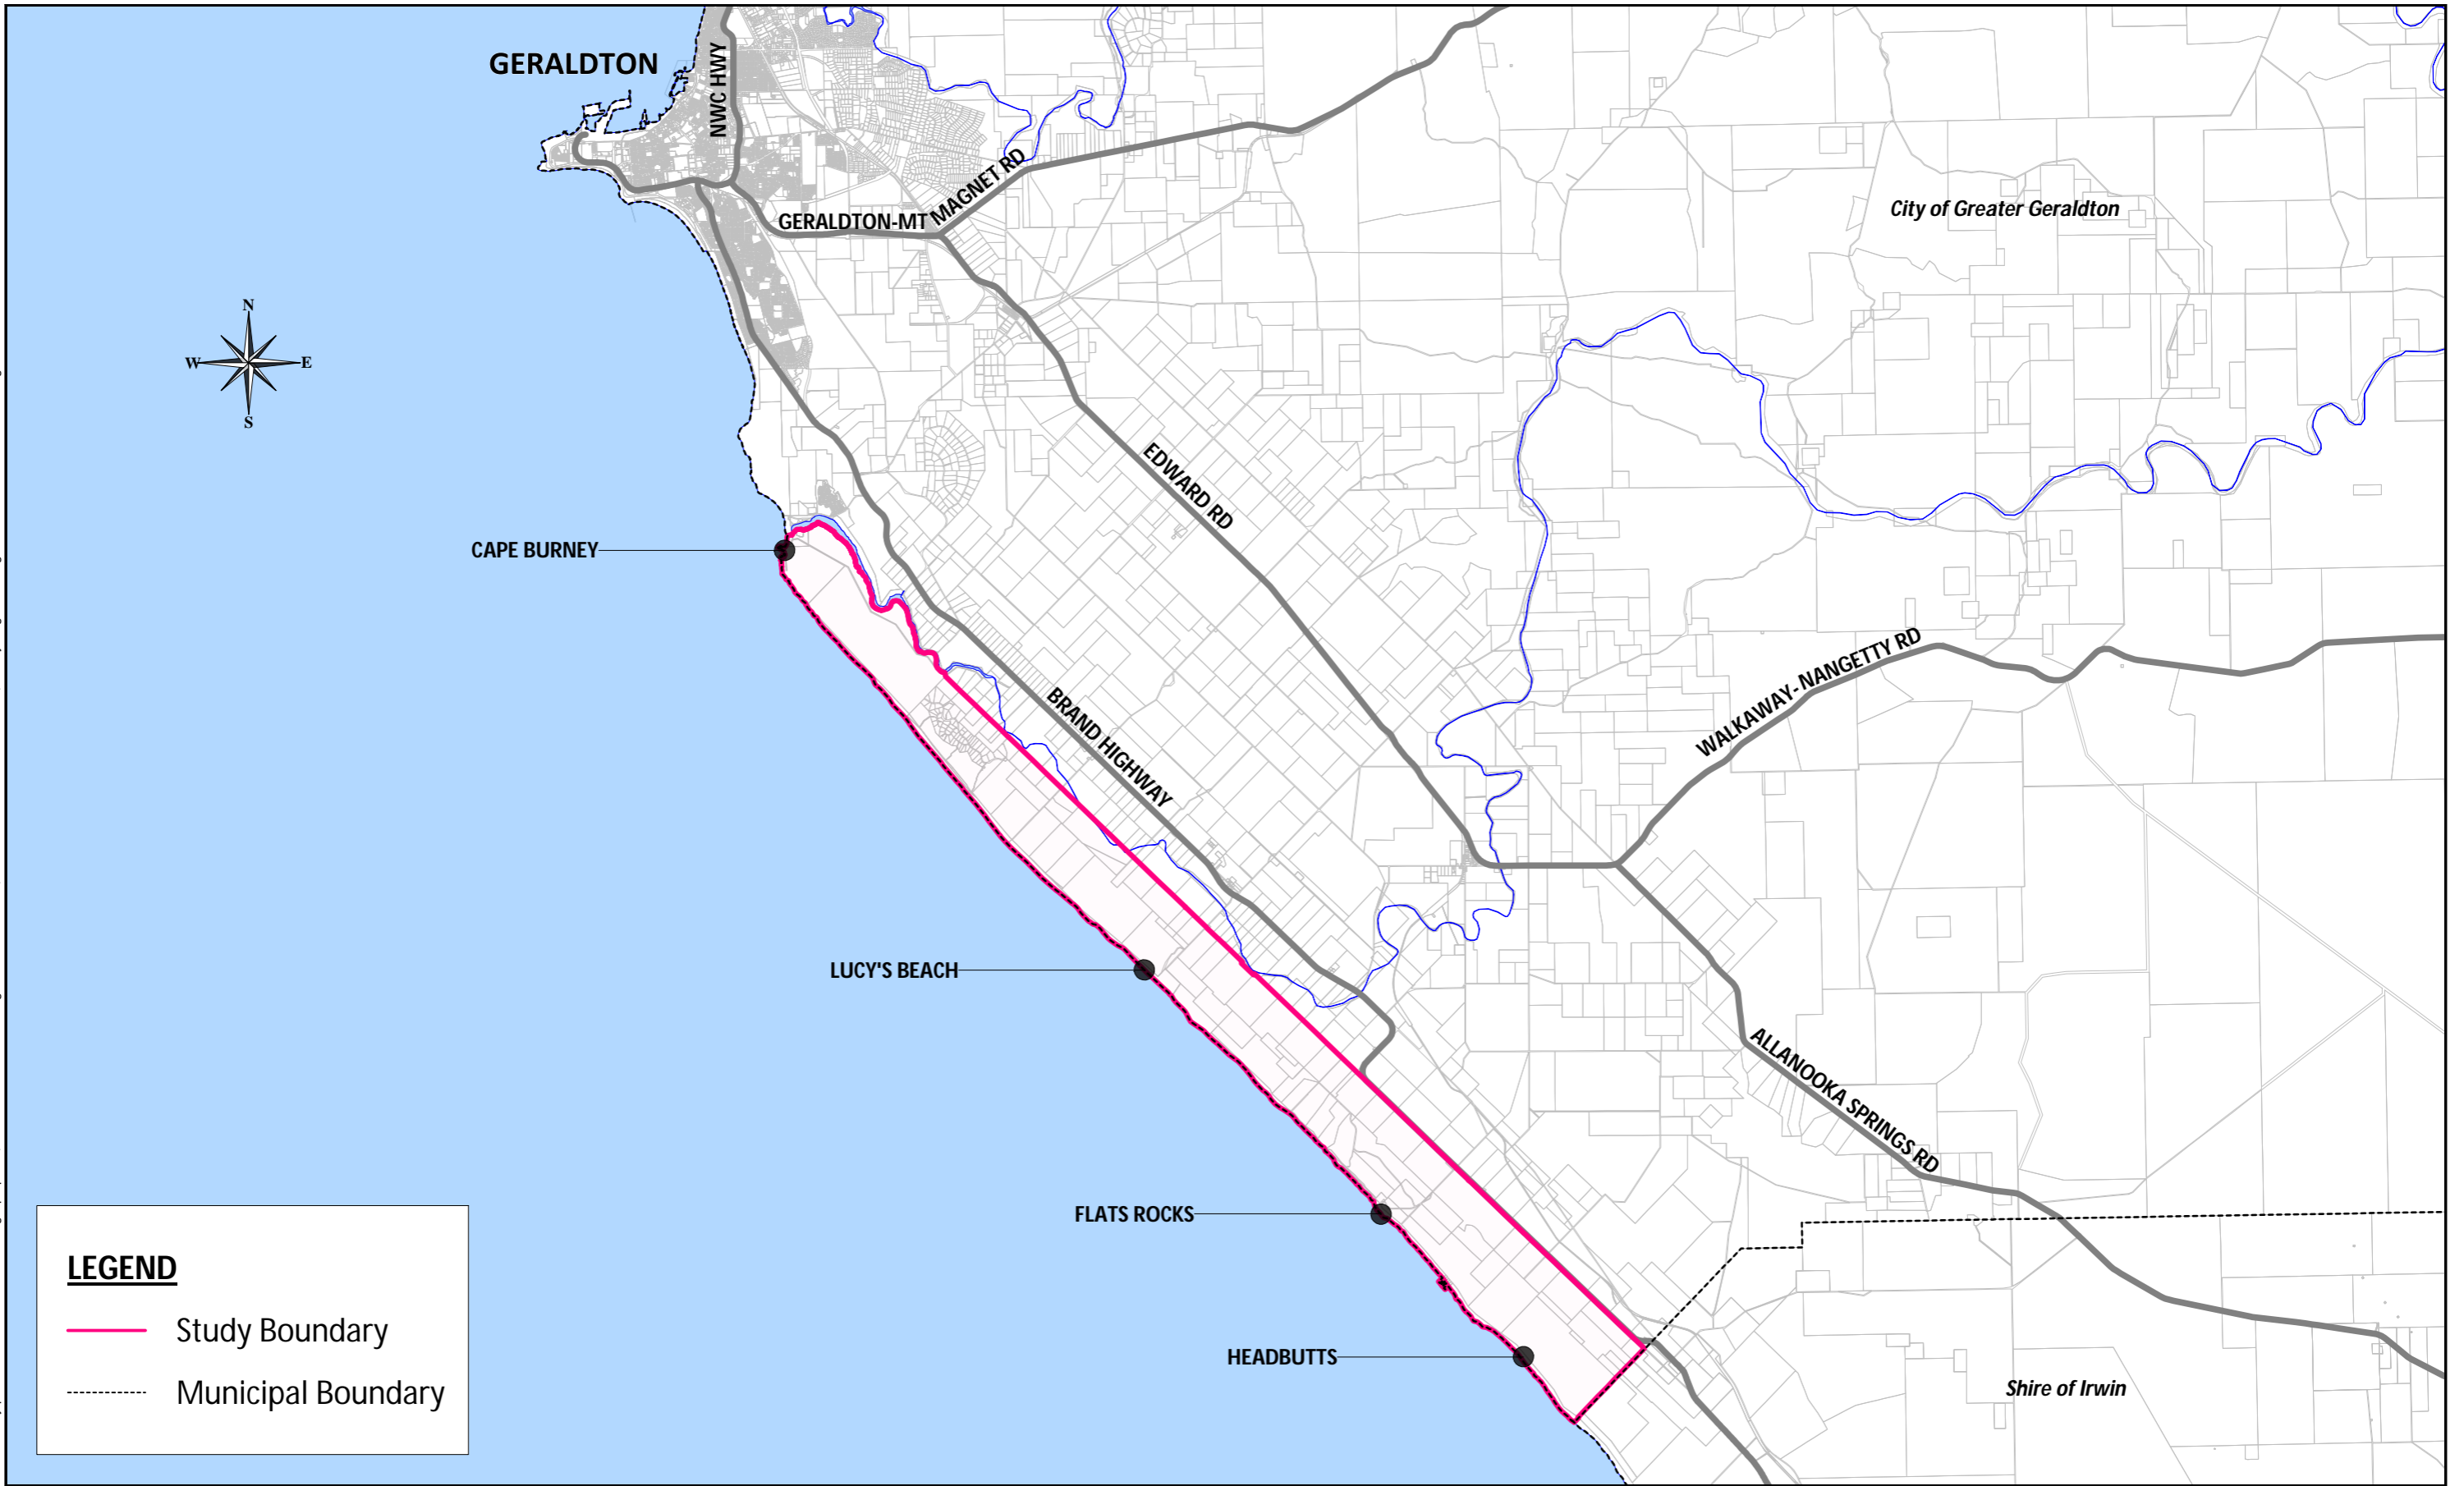 GERALDTON
NWC HWY
GERALDTON-MT MAGNET RD
City of Greater Geraldton
N
W
E
S
EDWARD RD
CAPE BURNEY
WALKAWAY-NANGETTY RD
BRAND HIGHWAY
LUCY'S BEACH
ALLANOOKA SPRINGS RD
FLATS ROCKS
HEADBUTTS
Shire of Irwin
LEGEND
Study Boundary
Municipal Boundary